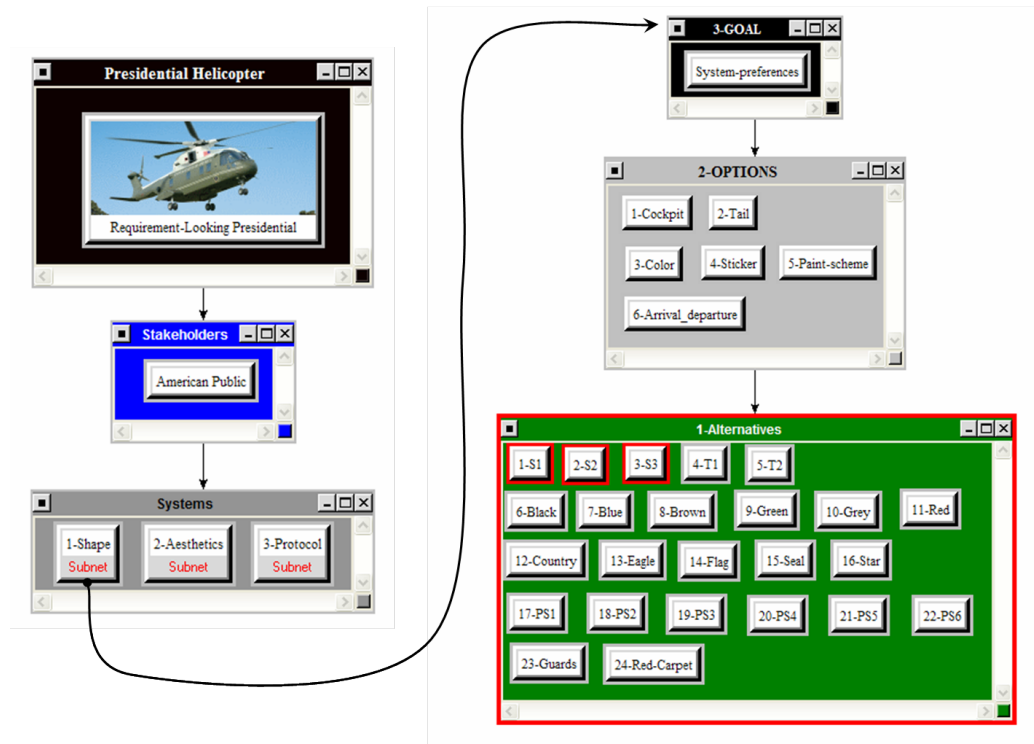 Presidential Helicopter
Requirement-Looking Presidential
Stakeholders
American Public
Systems
1-Shape 2-Aesthetics 3-Protocol
Subnet Subnet Subnet
3-GOAL
System-preferences
2-OPTIONS
1-Cockpit 2-Tail
3-Color 4-Sticker 5-Paint-scheme
6-Arrival_departure
1-Alternatives
1-S1 2-S2 3-S3 4-T1 5-T2
6-Black 7-Blue 8-Brown 9-Green 10-Grey 11-Red
12-Country 13-Eagle 14-Flag 15-Seal 16-Star
17-PS1 18-PS2 19-PS3 20-PS4 21-PS5 22-PS6
23-Guards 24-Red-Carpet